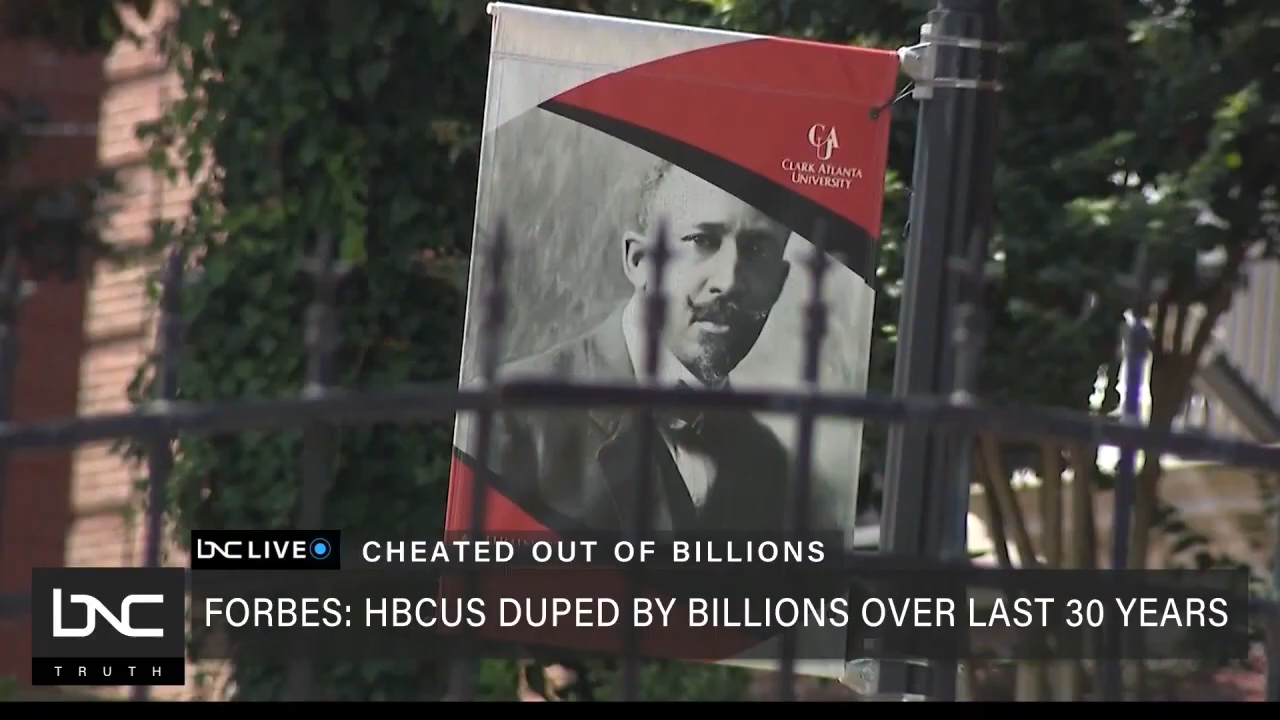 CAU
CLARK ATLANTA
UNIVERSITY
bnc LIVE
CHEATED OUT OF BILLIONS
bnc
FORBES: HBCUS DUPED BY BILLIONS OVER LAST 30 YEARS
TRUTH